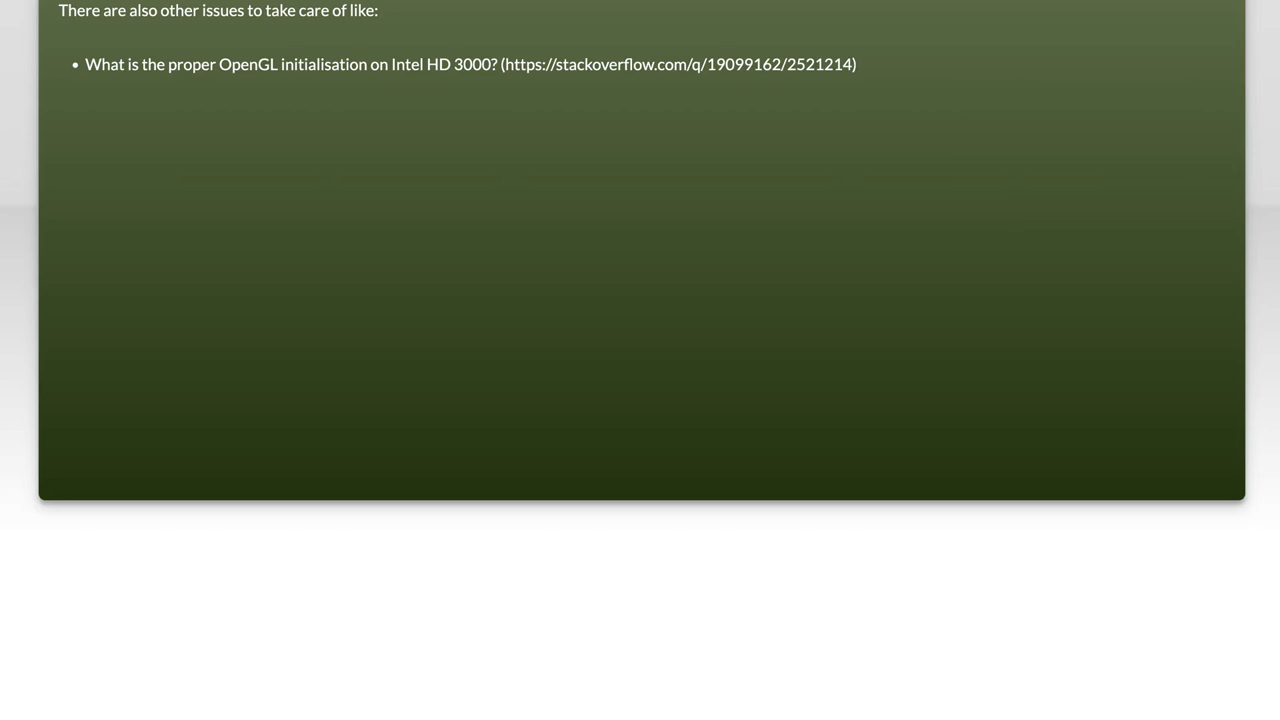 There are also other issues to take care of like:
• What is the proper OpenGL initialisation on Intel HD 3000? (https://stackoverflow.com/q/19099162/2521214)